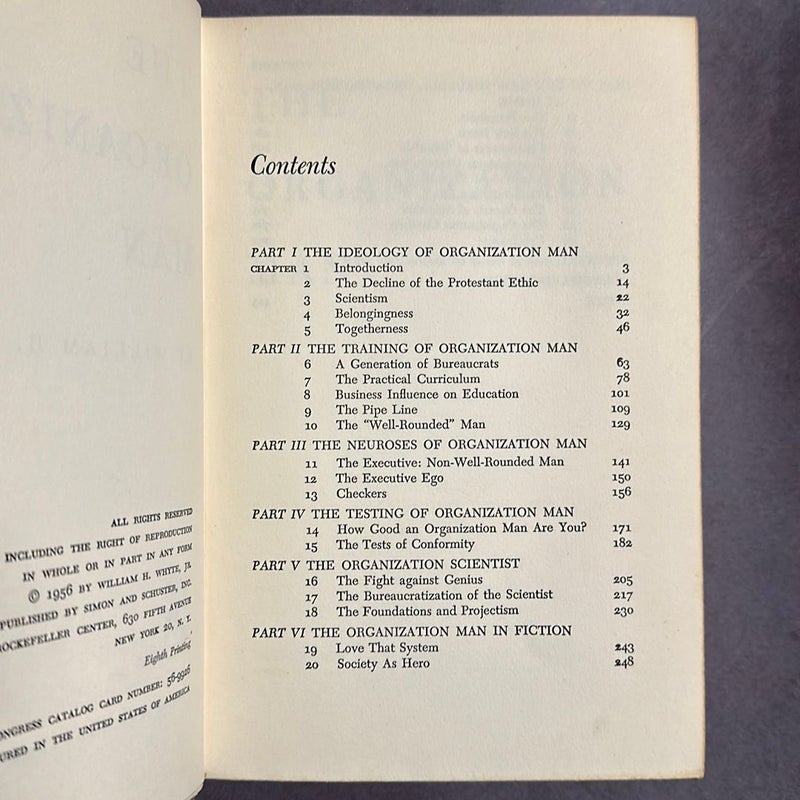 ALL RIGHTS RESERVED
INCLUDING THE RIGHT OF REPRODUCTION
IN WHOLE OR IN PART IN ANY FORM
© 1956 BY WILLIAM H. WHYTE, JR.
PUBLISHED BY SIMON AND SCHUSTER, INC.
ROCKEFELLER CENTER, 630 FIFTH AVENUE
NEW YORK 20, N. Y.
Eighth Printing
CATALOG CARD NUMBER: 56-9926
IN THE UNITED STATES OF AMERICA
Contents
PART I THE IDEOLOGY OF ORGANIZATION MAN
CHAPTER 1 Introduction 3
2 The Decline of the Protestant Ethic 14
3 Scientism 22
4 Belongingness 32
5 Togetherness 46
PART II THE TRAINING OF ORGANIZATION MAN
6 A Generation of Bureaucrats 63
7 The Practical Curriculum 78
8 Business Influence on Education 101
9 The Pipe Line 109
10 The “Well-Rounded” Man 129
PART III THE NEUROSES OF ORGANIZATION MAN
11 The Executive: Non-Well-Rounded Man 141
12 The Executive Ego 150
13 Checkers 156
PART IV THE TESTING OF ORGANIZATION MAN
14 How Good an Organization Man Are You? 171
15 The Tests of Conformity 182
PART V THE ORGANIZATION SCIENTIST
16 The Fight against Genius 205
17 The Bureaucratization of the Scientist 217
18 The Foundations and Projectism 230
PART VI THE ORGANIZATION MAN IN FICTION
19 Love That System 243
20 Society As Hero 248